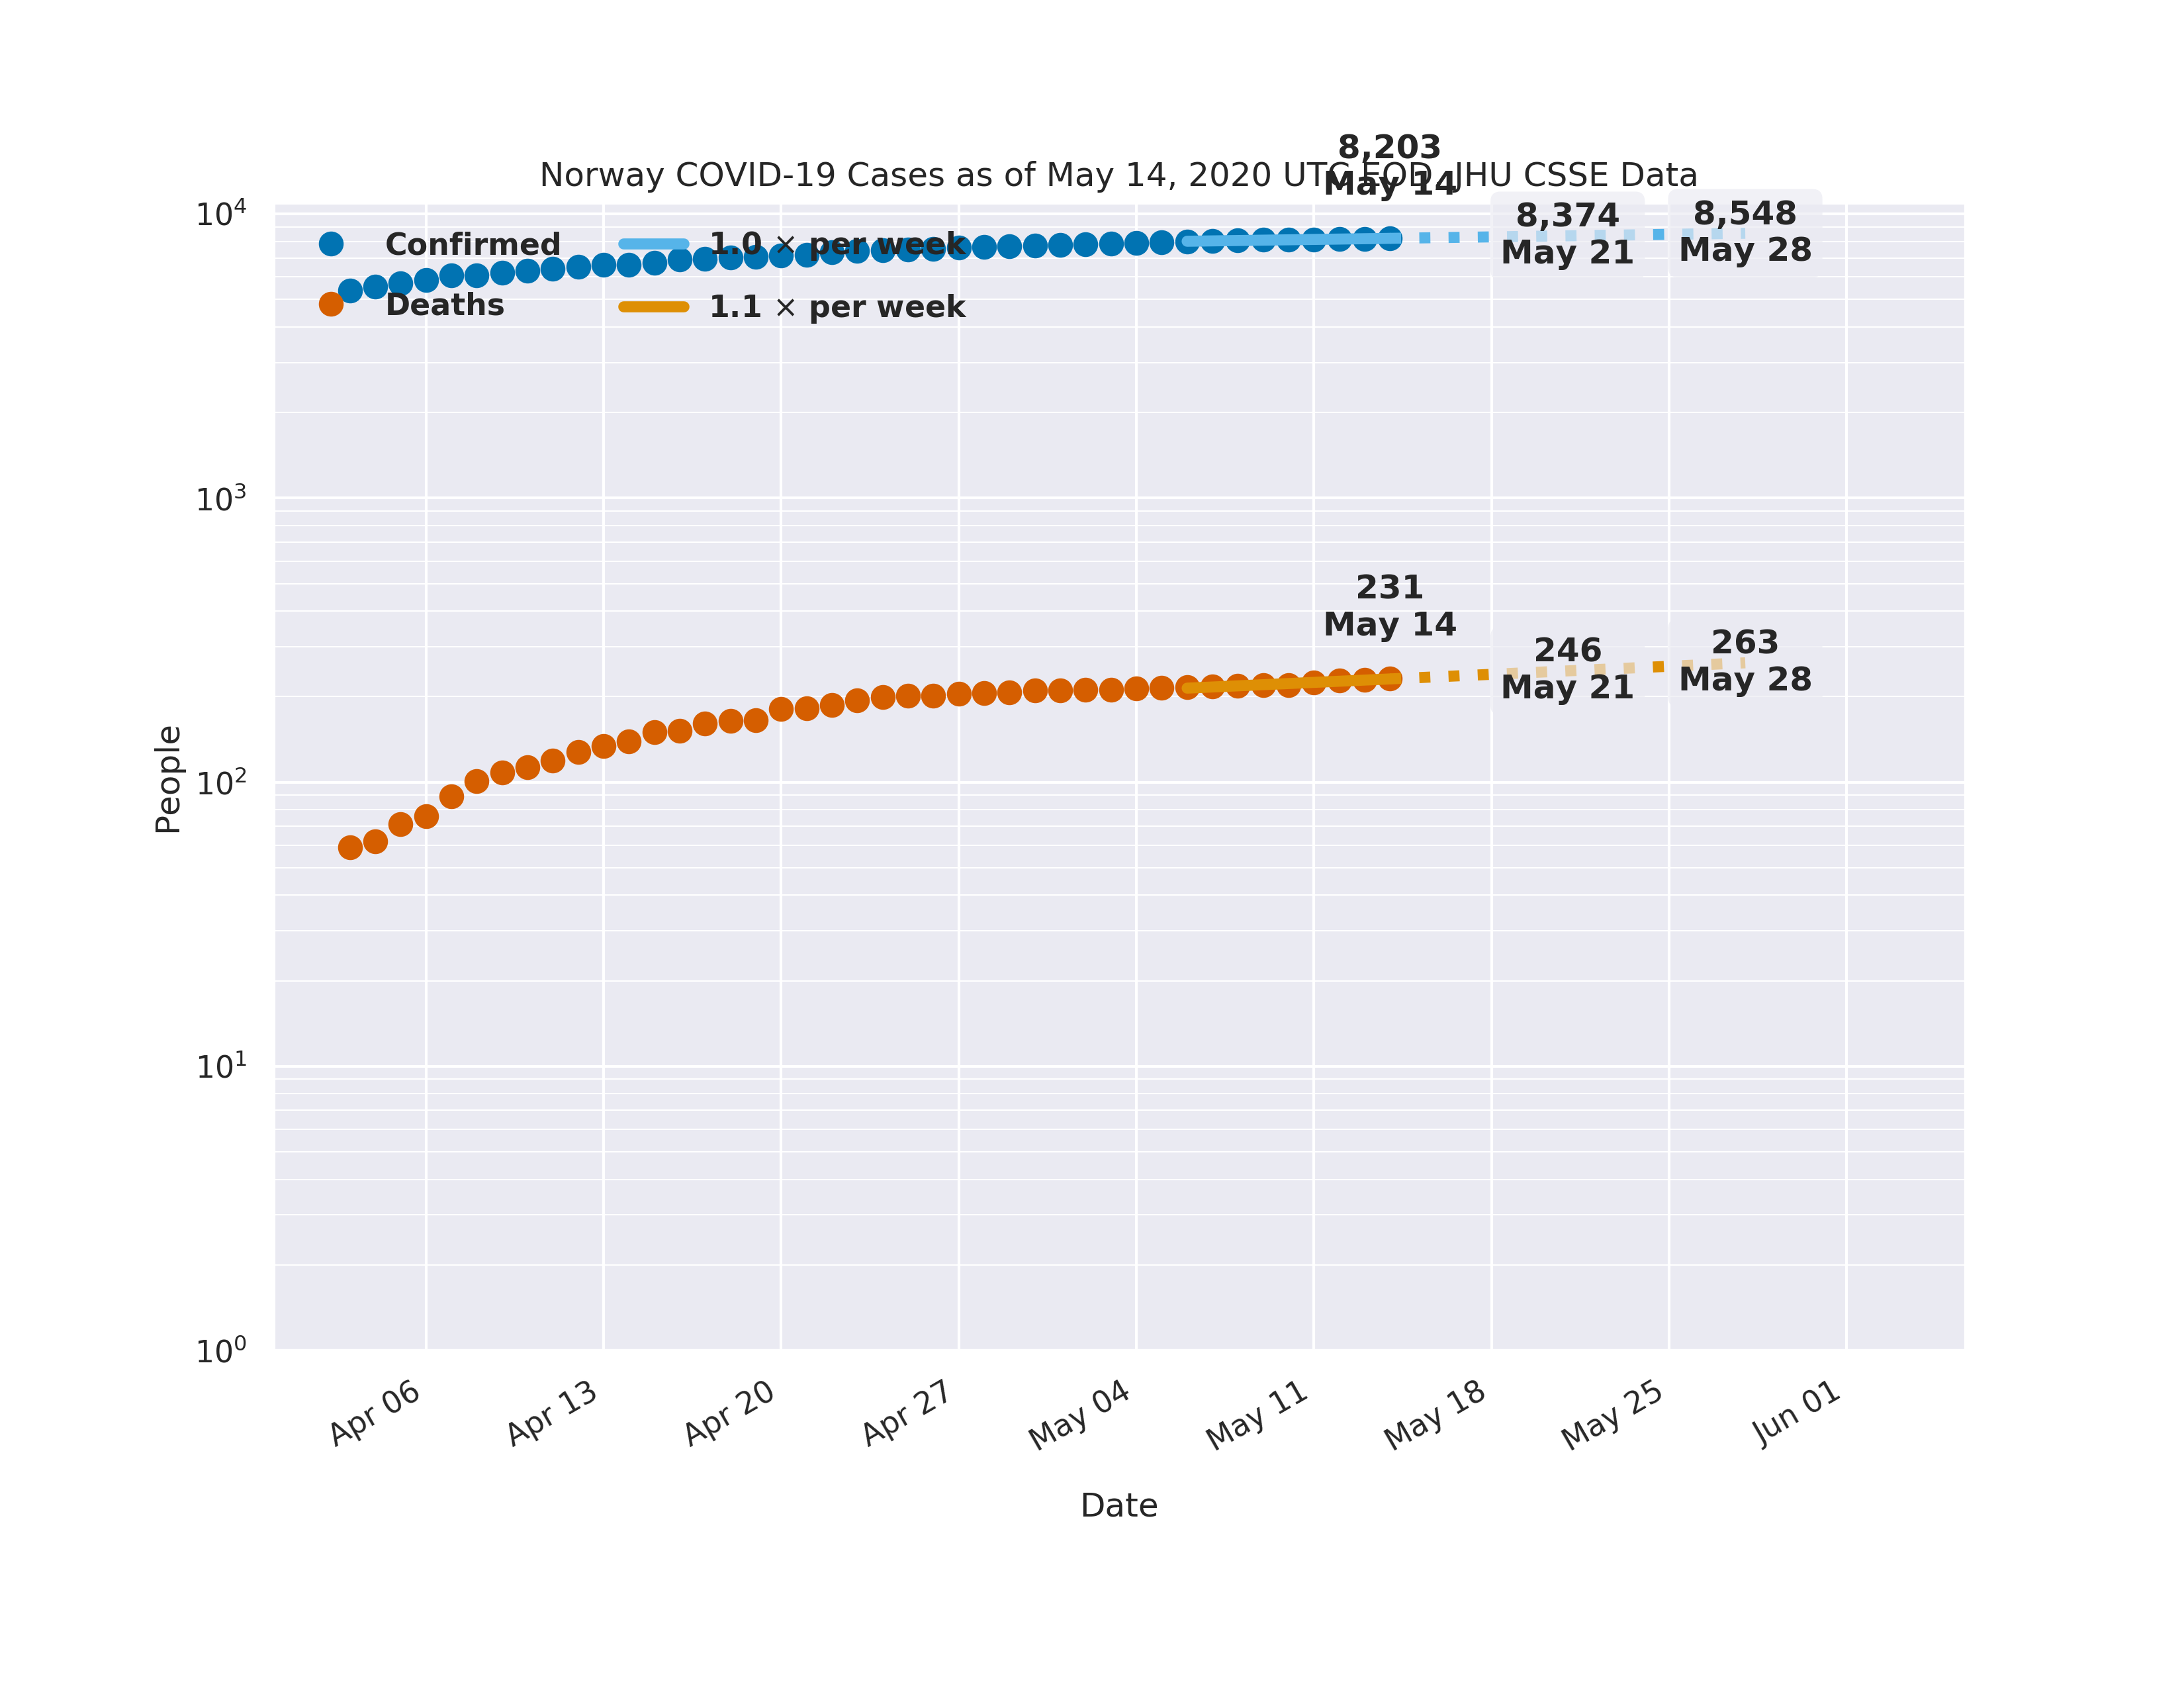 8,203
May 14
Norway COVID-19 Cases as of May 14, 2020 UTC EOD, JHU CSSE Data
10⁴
Confirmed
1.0 × per week
8,374
May 21
8,548
May 28
Deaths
1.1 × per week
10³
231
May 14
246
May 21
263
May 28
People
10²
10¹
10⁰
Apr 06
Apr 13
Apr 20
Apr 27
May 04
May 11
May 18
May 25
Jun 01
Date